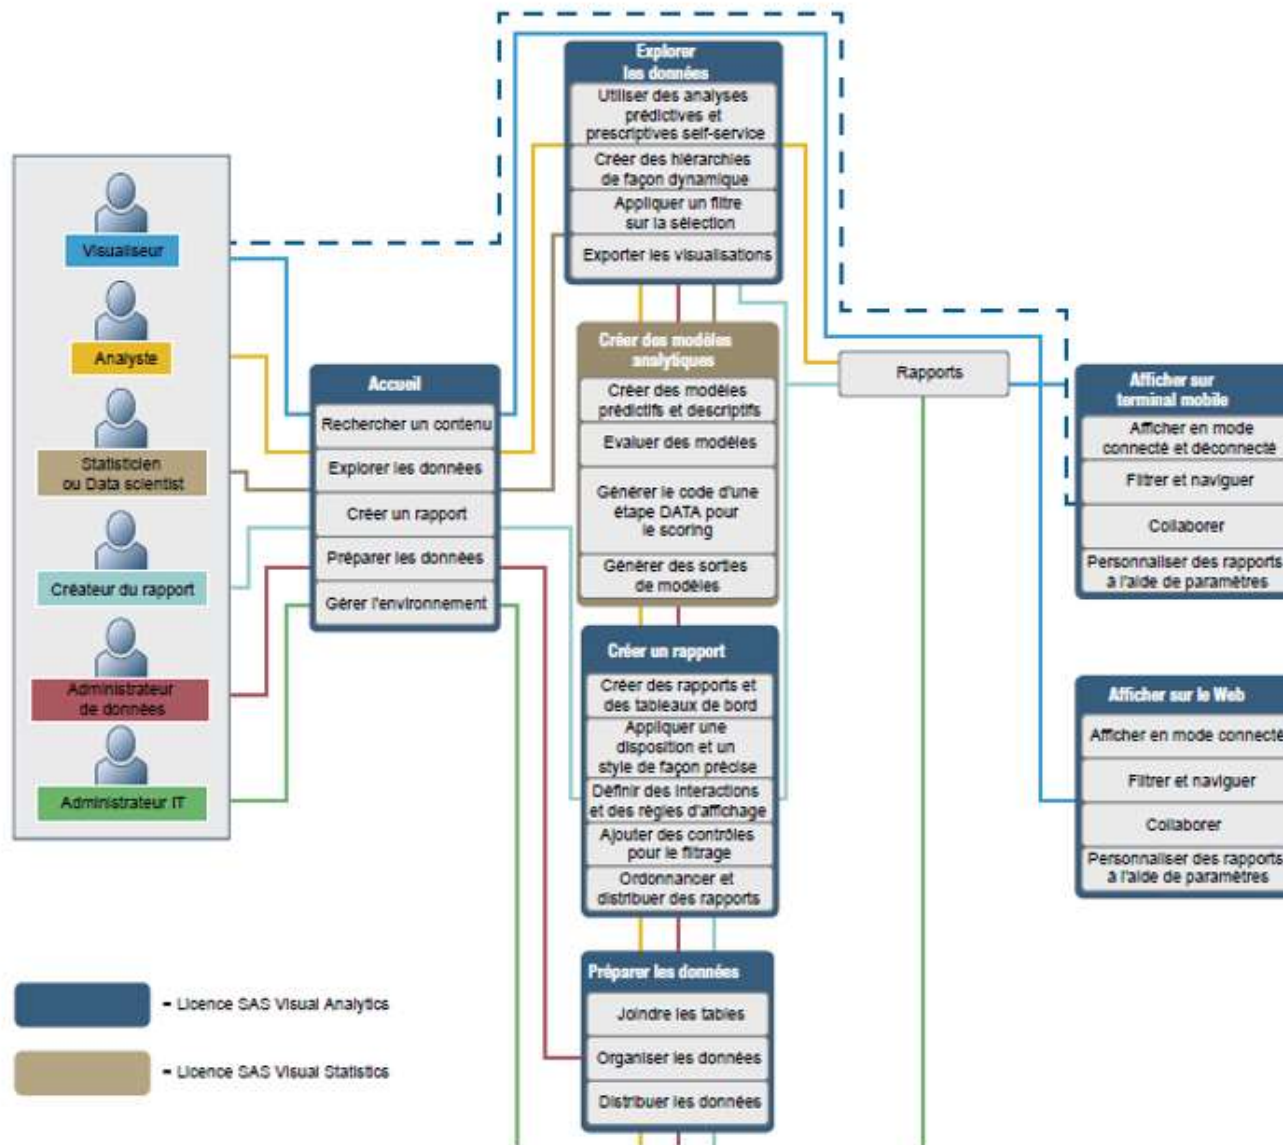 Visualiseur
Analyste
Statisticien
ou Data scientist
Créateur du rapport
Administrateur
de données
Administrateur IT
Accueil
Rechercher un contenu
Explorer les données
Créer un rapport
Préparer les données
Gérer l'environnement
Explorer
les données
Utiliser des analyses
prédictives et
prescriptives self-service
Créer des hiérarchies
de façon dynamique
Appliquer un filtre
sur la sélection
Exporter les visualisations
Créer des modèles
analytiques
Créer des modèles
prédictifs et descriptifs
Evaluer des modèles
Générer le code d'une
étape DATA pour
le scoring
Générer des sorties
de modèles
Créer un rapport
Créer des rapports et
des tableaux de bord
Appliquer une
disposition et un
style de façon précise
Définir des interactions
et des règles d'affichage
Ajouter des contrôles
pour le filtrage
Ordonnancer et
distribuer des rapports
Préparer les données
Joindre les tables
Organiser les données
Distribuer les données
Rapports
Afficher sur
terminal mobile
Afficher en mode
connecté et déconnecté
Filtrer et naviguer
Collaborer
Personnaliser des rapports
à l'aide de paramètres
Afficher sur le Web
Afficher en mode connecté
Filtrer et naviguer
Collaborer
Personnaliser des rapports
à l'aide de paramètres
= Licence SAS Visual Analytics
= Licence SAS Visual Statistics